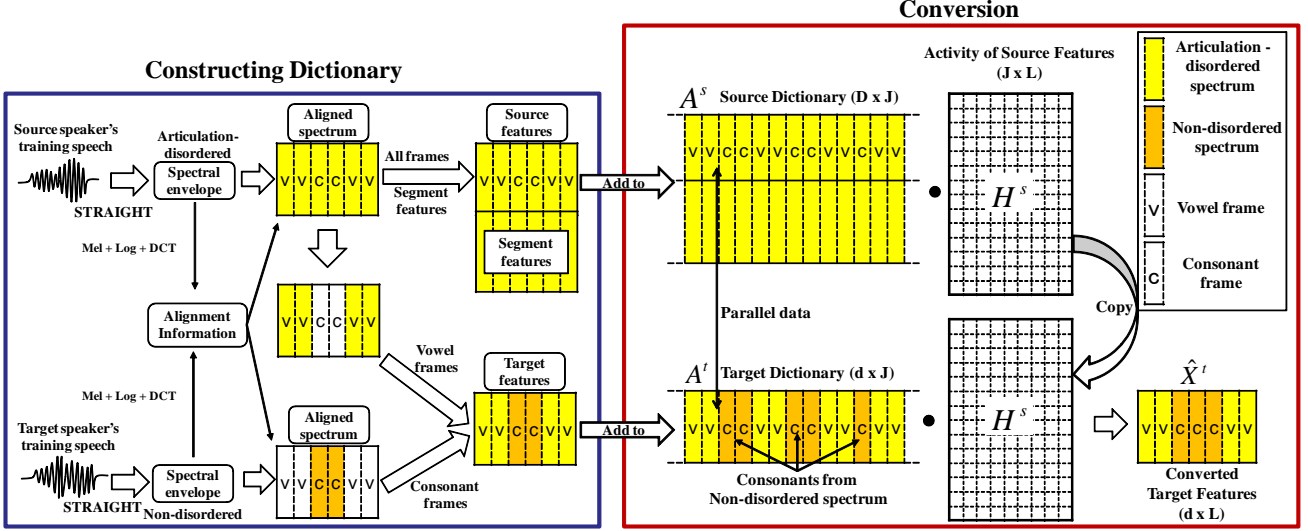 Conversion
Constructing Dictionary
Source speaker's
training speech
STRAIGHT
Articulation-
disordered
Spectral
envelope
Mel + Log + DCT
Alignment
Information
Mel + Log + DCT
Target speaker's
training speech
STRAIGHT
Spectral
envelope
Non-disordered
Aligned
spectrum
V V C C V V
All frames
Segment
features
Source
features
V V C C V V
Segment
features
V V C C V V
Vowel
frames
Aligned
spectrum
V V C C V V
Consonant
frames
Target
features
V V C C V V
Add to
Add to
A^s Source Dictionary (D x J)
V V C C V V C C V V C V V
Parallel data
A^t Target Dictionary (d x J)
V V C C V V C C V V C V V
Consonants from
Non-disordered spectrum
Activity of Source Features
(J x L)
H^s
Copy
H^s
X̂^t
V V C C C V V
Converted
Target Features
(d x L)
Articulation -
disordered
spectrum
Non-disordered
spectrum
V
Vowel frame
C
Consonant
frame